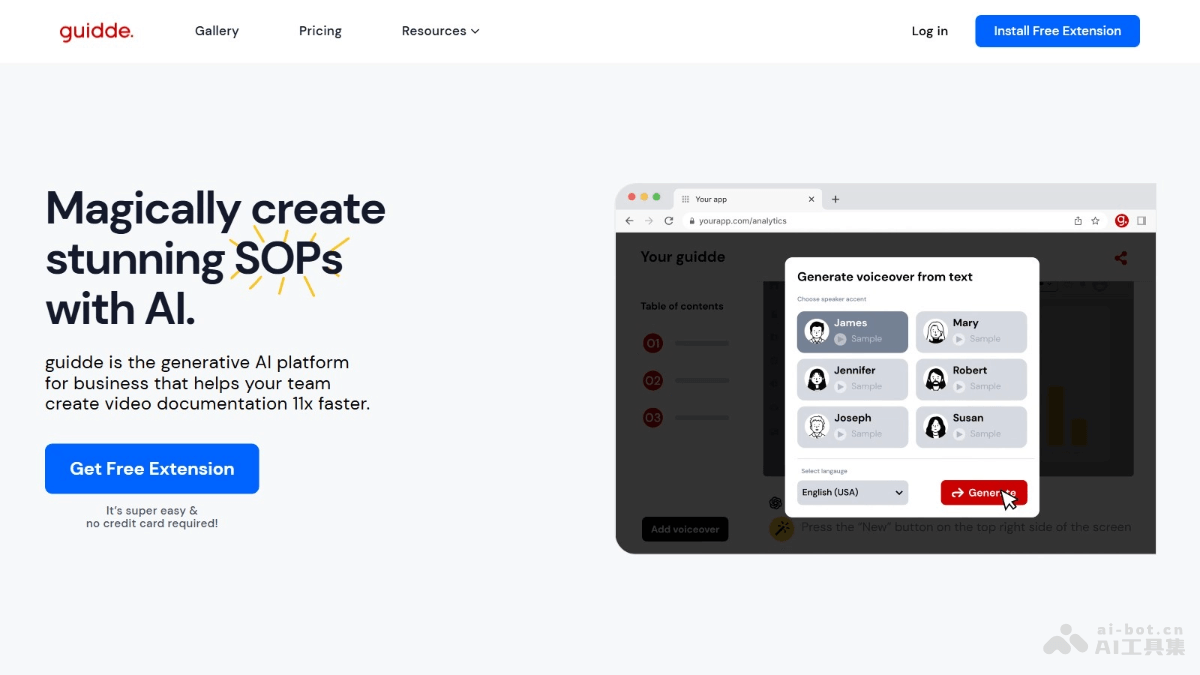 guidde.
Gallery
Pricing
Resources
Log in
Install Free Extension
Magically create
stunning SOPs
with AI.
guidde is the generative AI platform
for business that helps your team
create video documentation 11x faster.
Get Free Extension
It's super easy &
no credit card required!
Your app
yourapp.com/analytics
g.
Your guidde
Table of contents
01
02
03
Add voiceover
Generate voiceover from text
Choose speaker accent
James
Sample
Mary
Sample
Jennifer
Sample
Robert
Sample
Joseph
Sample
Susan
Sample
Select langauge
English (USA)
Generate
Press the "New" button on the top right side of the screen
ai-bot.cn
AI工具集